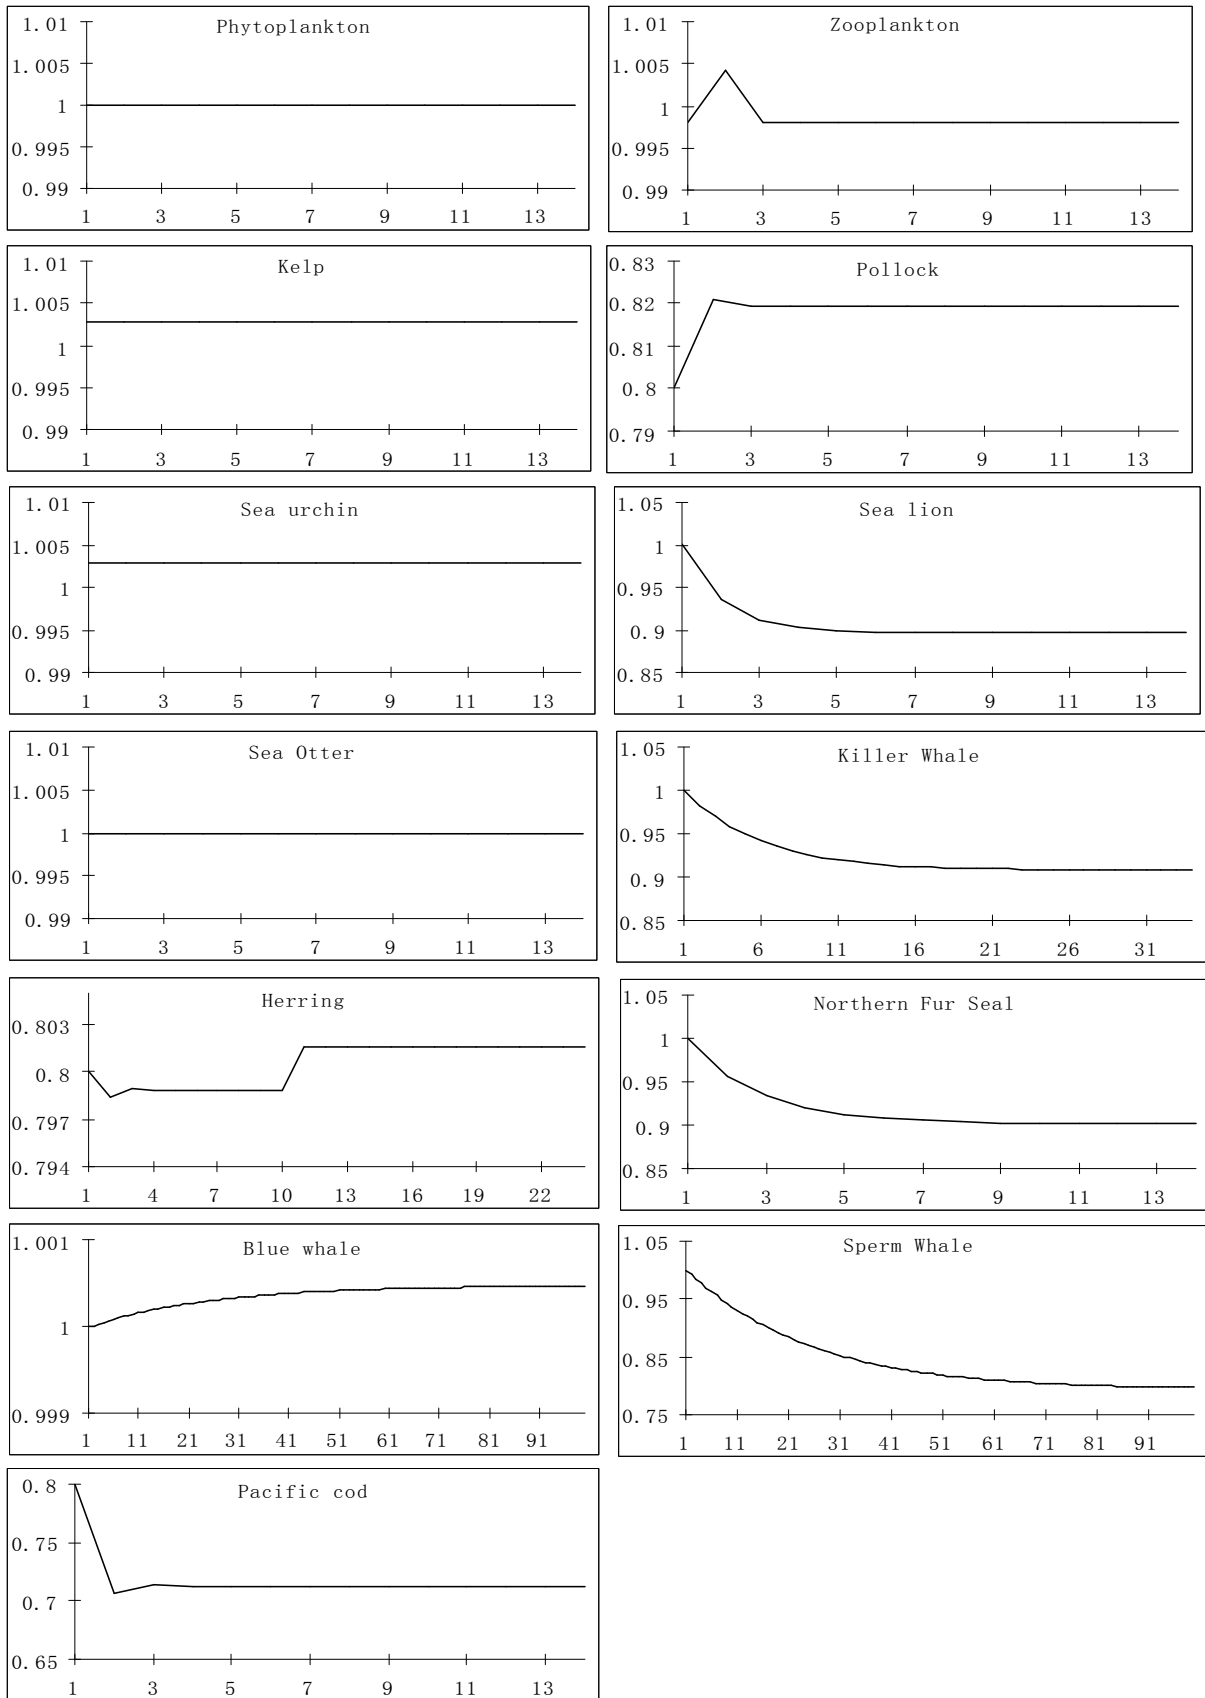 Phytoplankton
1.01
1.005
1
0.995
0.99
1 3 5 7 9 11 13
Zooplankton
1.01
1.005
1
0.995
0.99
1 3 5 7 9 11 13
Kelp
1.01
1.005
1
0.995
0.99
1 3 5 7 9 11 13
Pollock
0.83
0.82
0.81
0.8
0.79
1 3 5 7 9 11 13
Sea urchin
1.01
1.005
1
0.995
0.99
1 3 5 7 9 11 13
Sea lion
1.05
1
0.95
0.9
0.85
1 3 5 7 9 11 13
Sea Otter
1.01
1.005
1
0.995
0.99
1 3 5 7 9 11 13
Killer Whale
1.05
1
0.95
0.9
0.85
1 6 11 16 21 26 31
Herring
0.803
0.8
0.797
0.794
1 4 7 10 13 16 19 22
Northern Fur Seal
1.05
1
0.95
0.9
0.85
1 3 5 7 9 11 13
Blue whale
1.001
1
0.999
1 11 21 31 41 51 61 71 81 91
Sperm Whale
1.05
0.95
0.85
0.75
1 11 21 31 41 51 61 71 81 91
Pacific cod
0.8
0.75
0.7
0.65
1 3 5 7 9 11 13